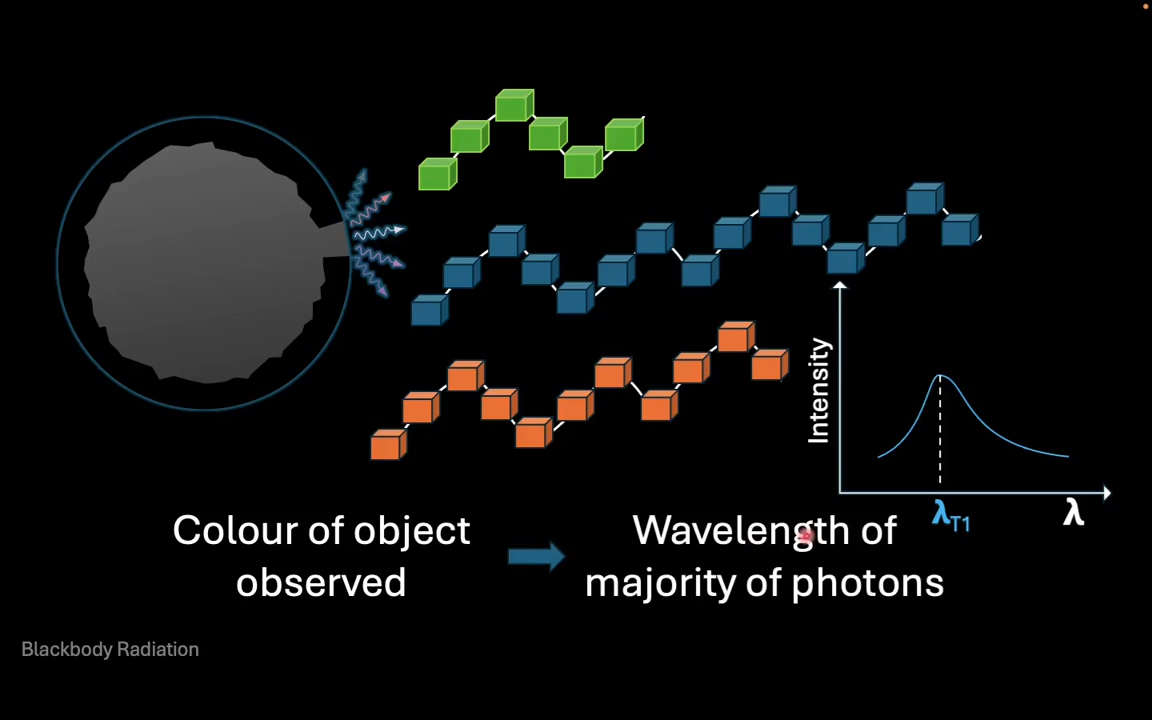 Intensity
λT1
λ
Colour of object
observed
Wavelength of
majority of photons
Blackbody Radiation